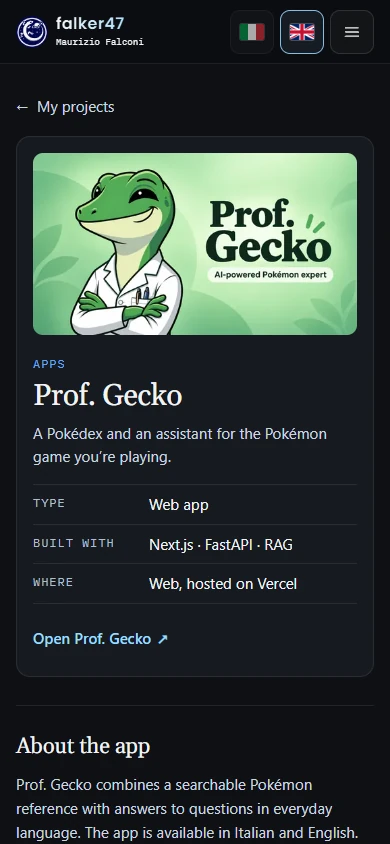 falker47
Maurizio Falconi
← My projects
Prof.
Gecko
AI-powered Pokémon expert
APPS
Prof. Gecko
A Pokédex and an assistant for the Pokémon
game you’re playing.
TYPE Web app
BUILT WITH Next.js · FastAPI · RAG
WHERE Web, hosted on Vercel
Open Prof. Gecko ↗
About the app
Prof. Gecko combines a searchable Pokémon
reference with answers to questions in everyday
language. The app is available in Italian and English.